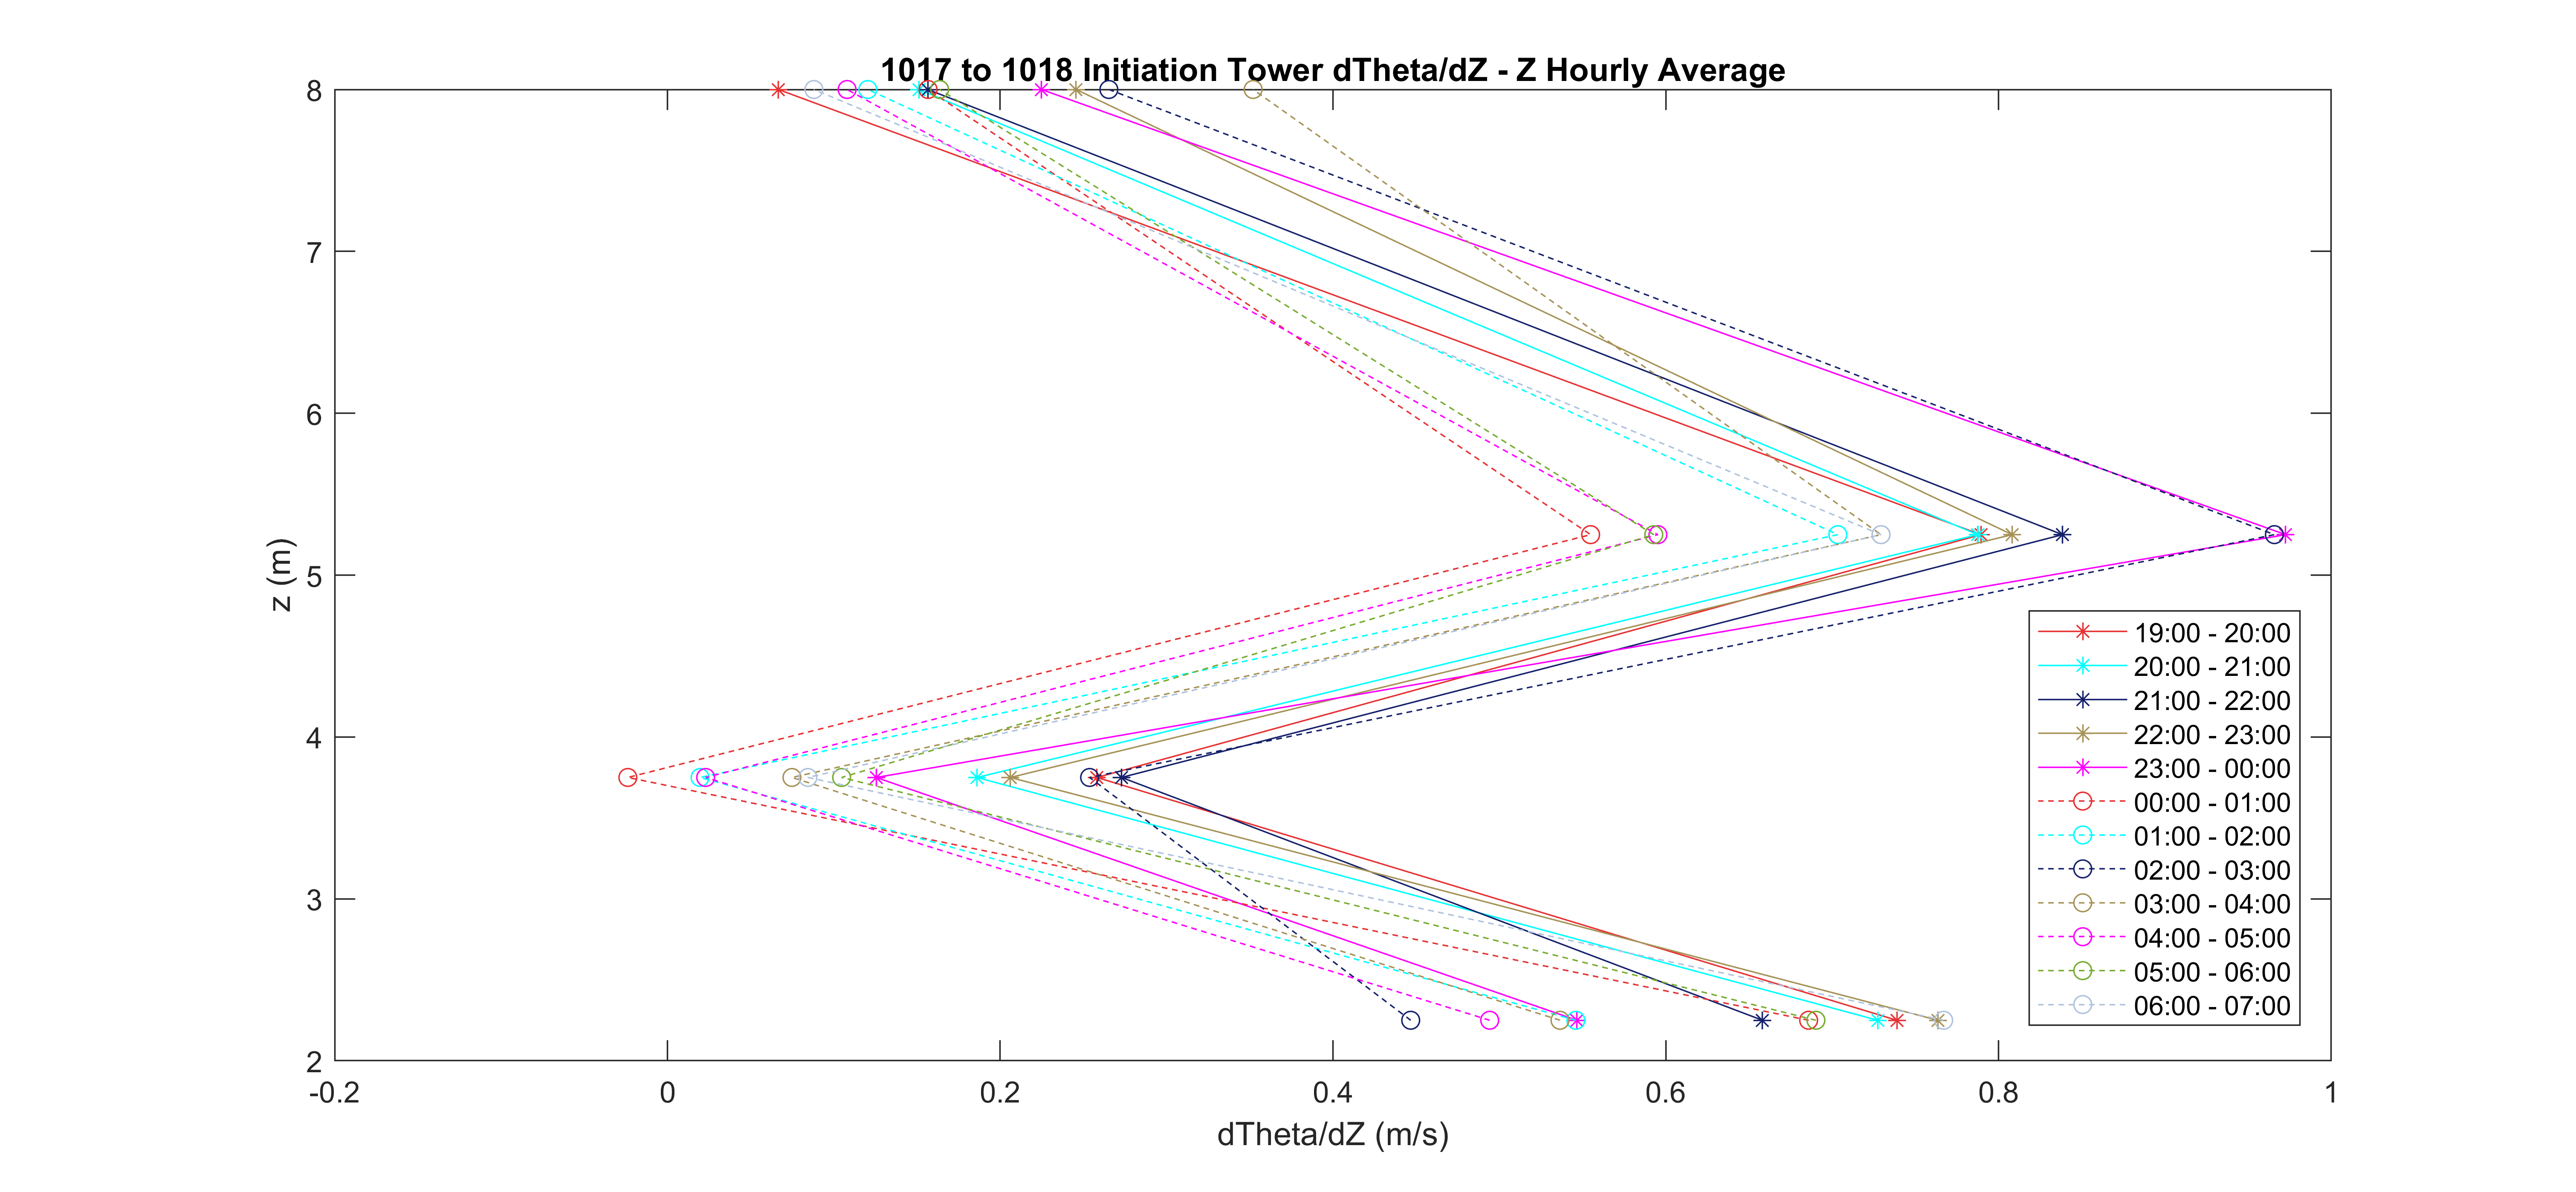 1017 to 1018 Initiation Tower dTheta/dZ - Z Hourly Average
8
7
6
5
4
3
2
z (m)
-0.2 0 0.2 0.4 0.6 0.8 1
dTheta/dZ (m/s)
19:00 - 20:00
20:00 - 21:00
21:00 - 22:00
22:00 - 23:00
23:00 - 00:00
00:00 - 01:00
01:00 - 02:00
02:00 - 03:00
03:00 - 04:00
04:00 - 05:00
05:00 - 06:00
06:00 - 07:00